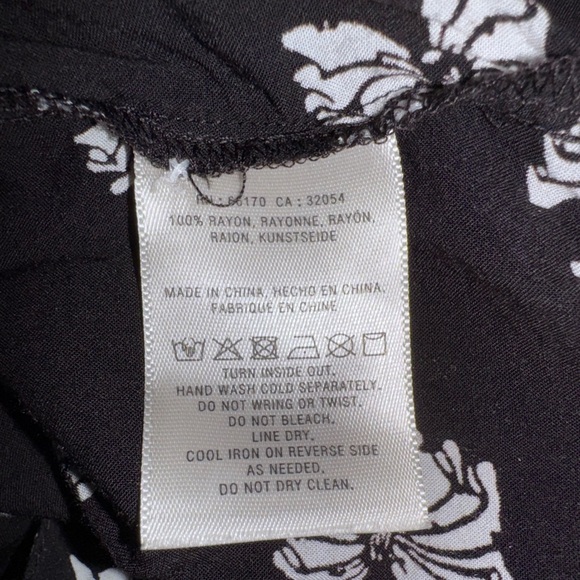 RN : 66170 CA : 32054
100% RAYON, RAYONNE, RAYÓN,
RAION, KUNSTSEIDE
MADE IN CHINA, HECHO EN CHINA.
FABRIQUE EN CHINE
TURN INSIDE OUT.
HAND WASH COLD SEPARATELY.
DO NOT WRING OR TWIST.
DO NOT BLEACH.
LINE DRY.
COOL IRON ON REVERSE SIDE
AS NEEDED.
DO NOT DRY CLEAN.